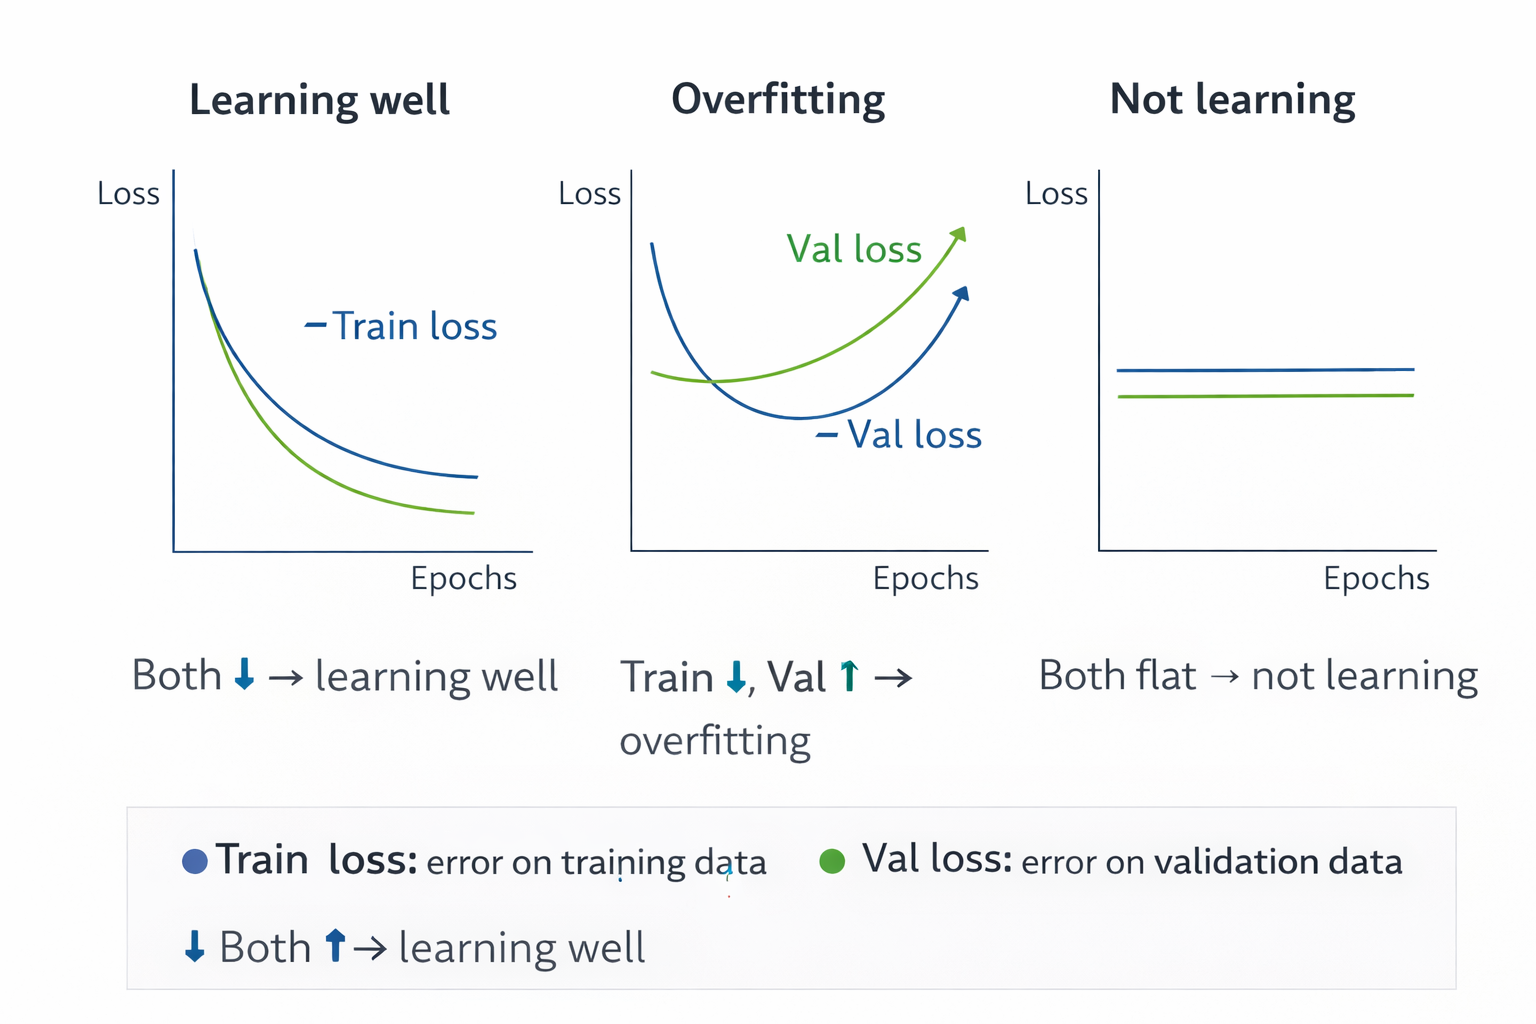 Learning well
Overfitting
Not learning
Loss
Loss
Loss
Val loss
– Train loss
– Val loss
Epochs
Epochs
Epochs
Both ↓ → learning well
Train ↓, Val ↑ →
overfitting
Both flat → not learning
Train loss: error on training data
Val loss: error on validation data
↓ Both ↑ → learning well